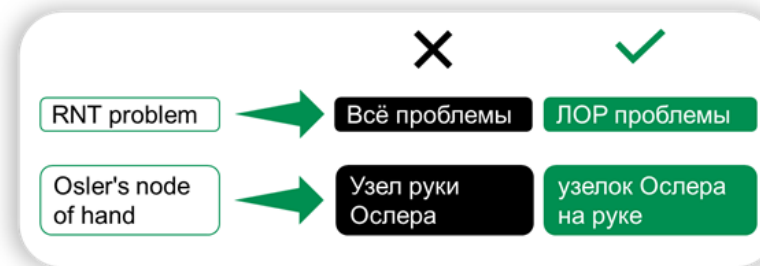 RNT problem
Всё проблемы
ЛОР проблемы
Osler's node
of hand
Узел руки
Ослера
узелок Ослера
на руке